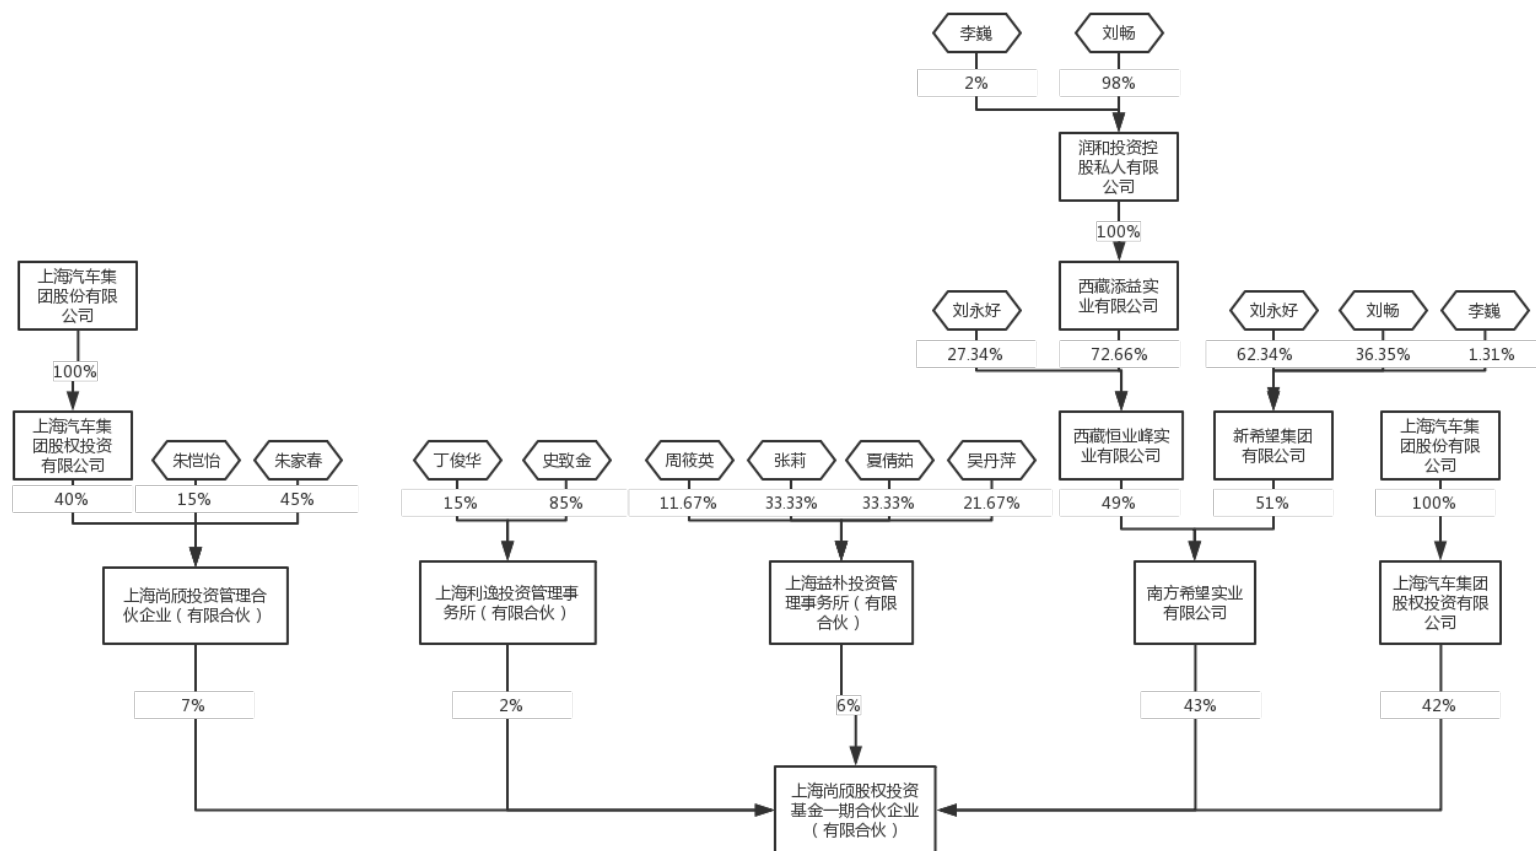 李巍
刘畅
2%
98%
润和投资控
股私人有限
公司
100%
上海汽车集
团股份有限
公司
西藏添益实
业有限公司
刘永好
刘永好
刘畅
李巍
27.34%
72.66%
62.34%
36.35%
1.31%
100%
上海汽车集
团股权投资
有限公司
朱恺怡
朱家春
丁俊华
史致金
周筱英
张莉
夏倩茹
吴丹萍
西藏恒业峰实
业有限公司
新希望集团
有限公司
上海汽车集
团股份有限
公司
40%
15%
45%
15%
85%
11.67%
33.33%
33.33%
21.67%
49%
51%
100%
上海尚颀投资管理合
伙企业（有限合伙）
上海利逸投资管理事
务所（有限合伙）
上海益朴投资管
理事务所（有限
合伙）
南方希望实业
有限公司
上海汽车集团
股权投资有限
公司
7%
2%
6%
43%
42%
上海尚颀股权投资
基金一期合伙企业
（有限合伙）